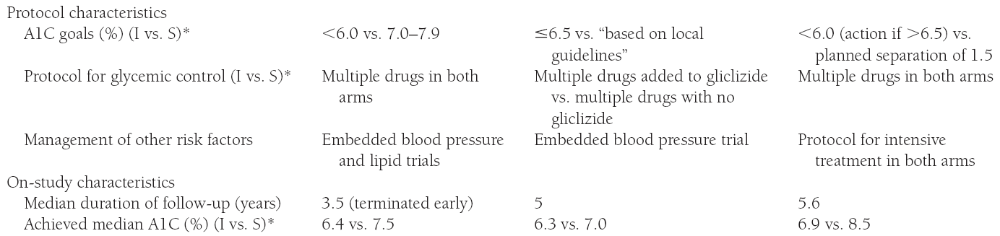 Protocol characteristics
A1C goals (%) (I vs. S)* <6.0 vs. 7.0–7.9 ≤6.5 vs. “based on local <6.0 (action if >6.5) vs.
guidelines” planned separation of 1.5
Protocol for glycemic control (I vs. S)* Multiple drugs in both Multiple drugs added to gliclizide Multiple drugs in both arms
arms vs. multiple drugs with no
gliclizide
Management of other risk factors Embedded blood pressure Embedded blood pressure trial Protocol for intensive
and lipid trials treatment in both arms
On-study characteristics
Median duration of follow-up (years) 3.5 (terminated early) 5 5.6
Achieved median A1C (%) (I vs. S)* 6.4 vs. 7.5 6.3 vs. 7.0 6.9 vs. 8.5